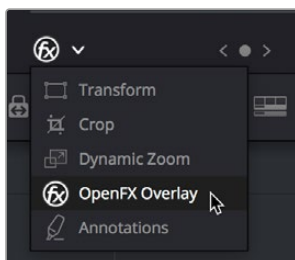 Transform
Crop
Dynamic Zoom
OpenFX Overlay
Annotations